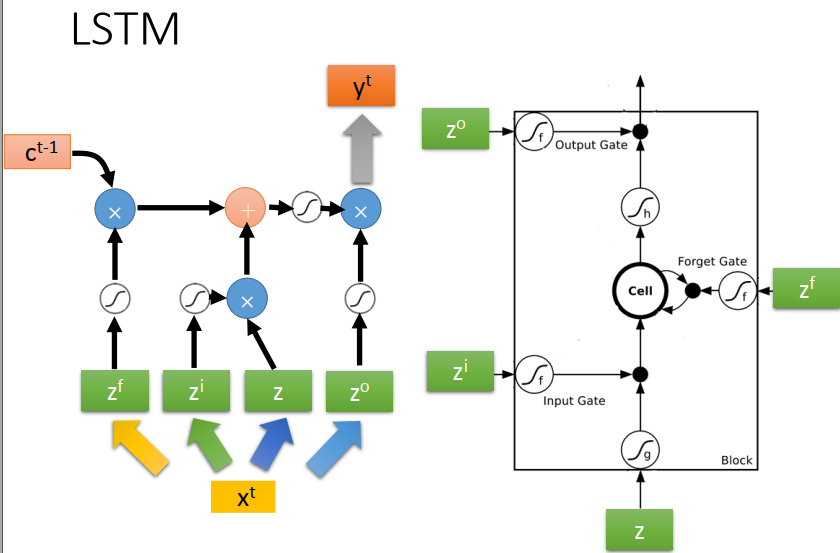 LSTM
y^t
c^t-1
×
+
×
×
z^f
z^i
z
z^o
x^t
z^o
f
Output Gate
h
Forget Gate
Cell
f
z^f
z^i
f
Input Gate
g
Block
z